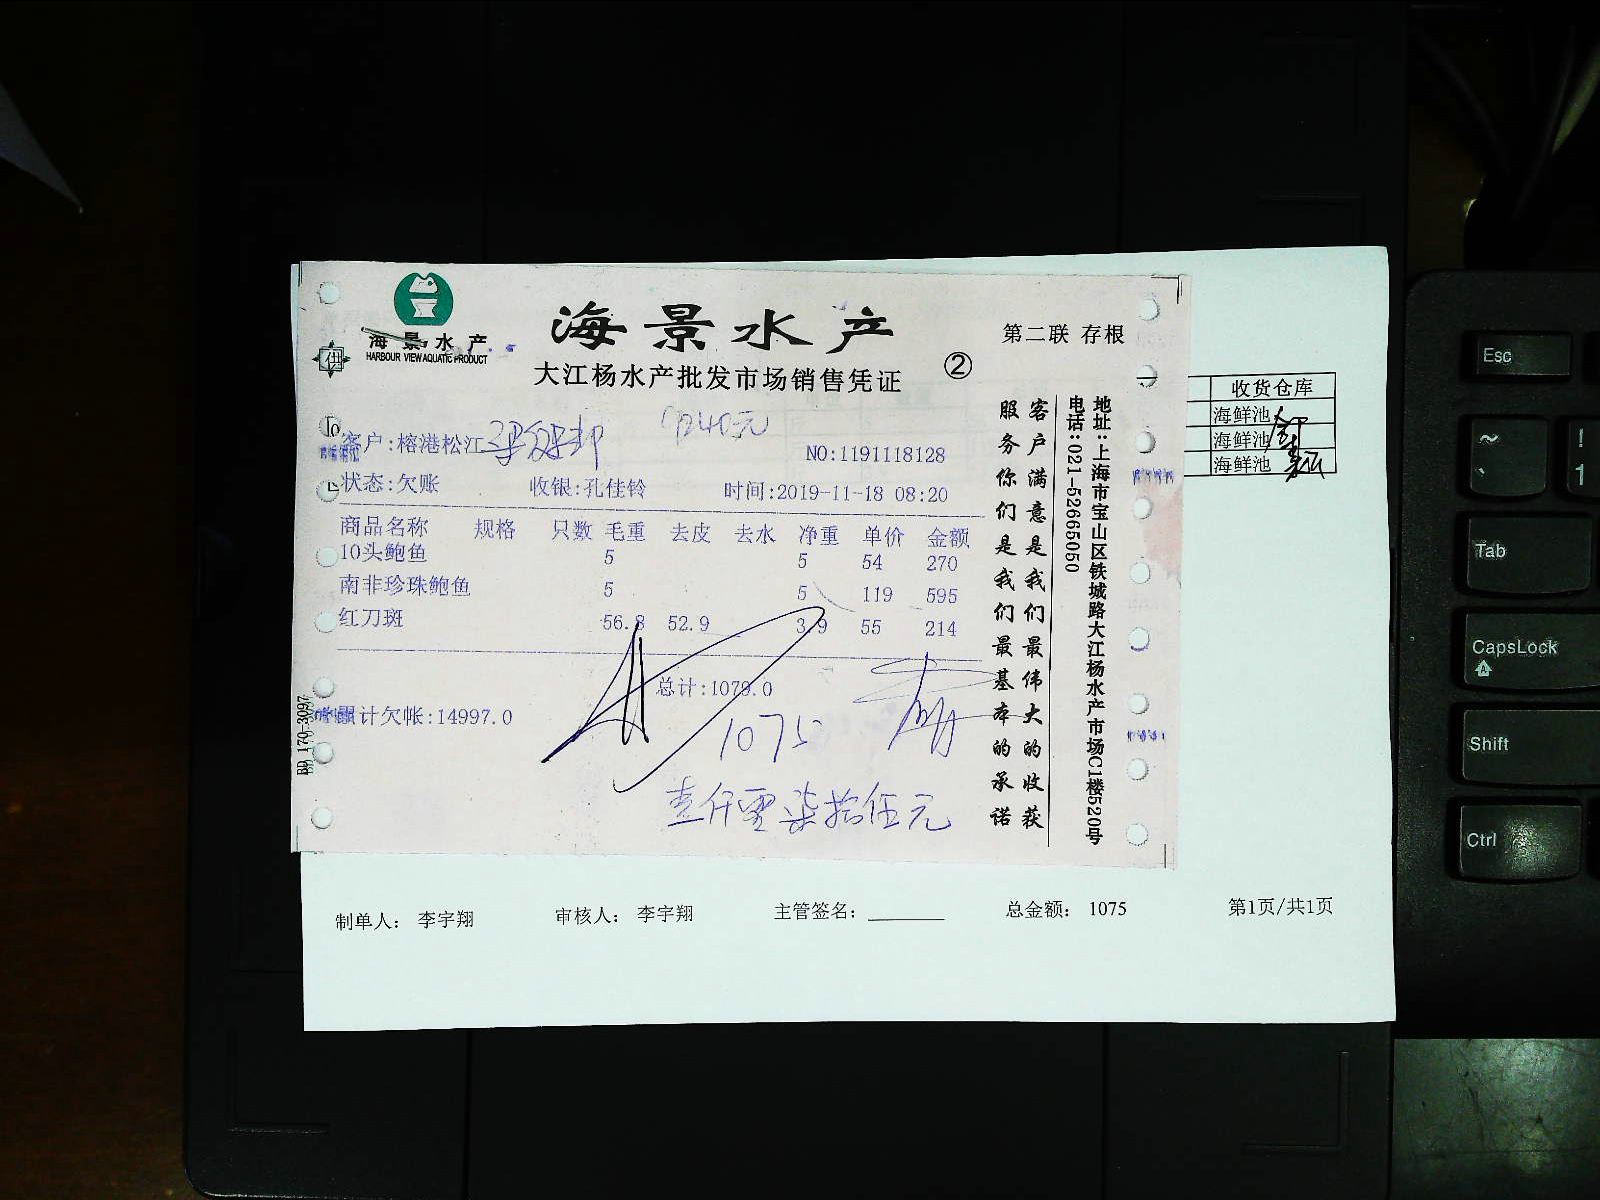 海景水产
HARBOUR VIEW AQUATIC PRODUCT
海景水产
第二联 存根
大江杨水产批发市场销售凭证 ②
客户:榕港松江
NO:1191118128
状态:欠账 收银:孔佳铃 时间:2019-11-18 08:20
商品名称 规格 只数 毛重 去皮 去水 净重 单价 金额
10头鲍鱼 5 5 54 270
南非珍珠鲍鱼 5 5 119 595
红刀斑 56.8 52.9 3.9 55 214
总计:1079.0
累计欠帐:14997.0
1075
壹仟零柒拾伍元
BD 170-3097
客户满意是我们最伟大的收获
服务你们是我们最基本的承诺
地址:上海市宝山区铁城路大江杨水产市场C1楼520号
电话:021-52665050
收货仓库
海鲜池
海鲜池
海鲜池
制单人: 李宇翔 审核人: 李宇翔 主管签名: 总金额: 1075 第1页/共1页
Esc
~
`
!
1
Tab
CapsLock
Shift
Ctrl